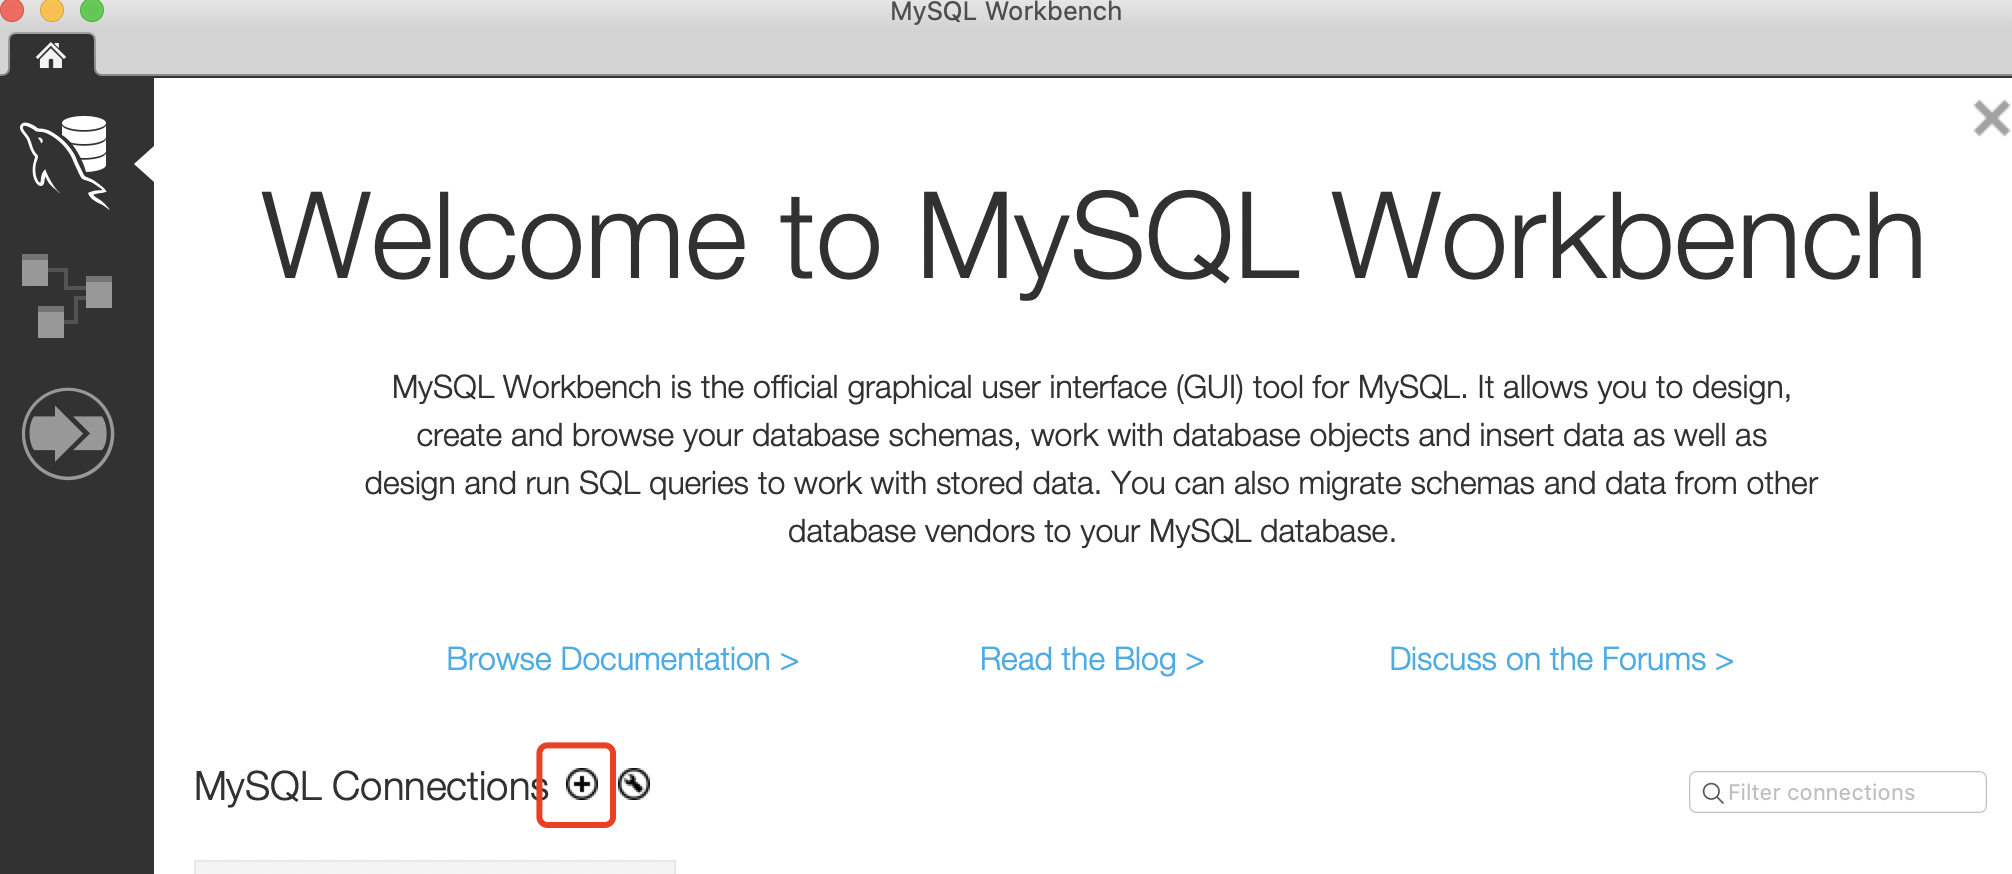 MySQL Workbench
Welcome to MySQL Workbench
MySQL Workbench is the official graphical user interface (GUI) tool for MySQL. It allows you to design,
create and browse your database schemas, work with database objects and insert data as well as
design and run SQL queries to work with stored data. You can also migrate schemas and data from other
database vendors to your MySQL database.
Browse Documentation > Read the Blog > Discuss on the Forums >
MySQL Connections
Filter connections